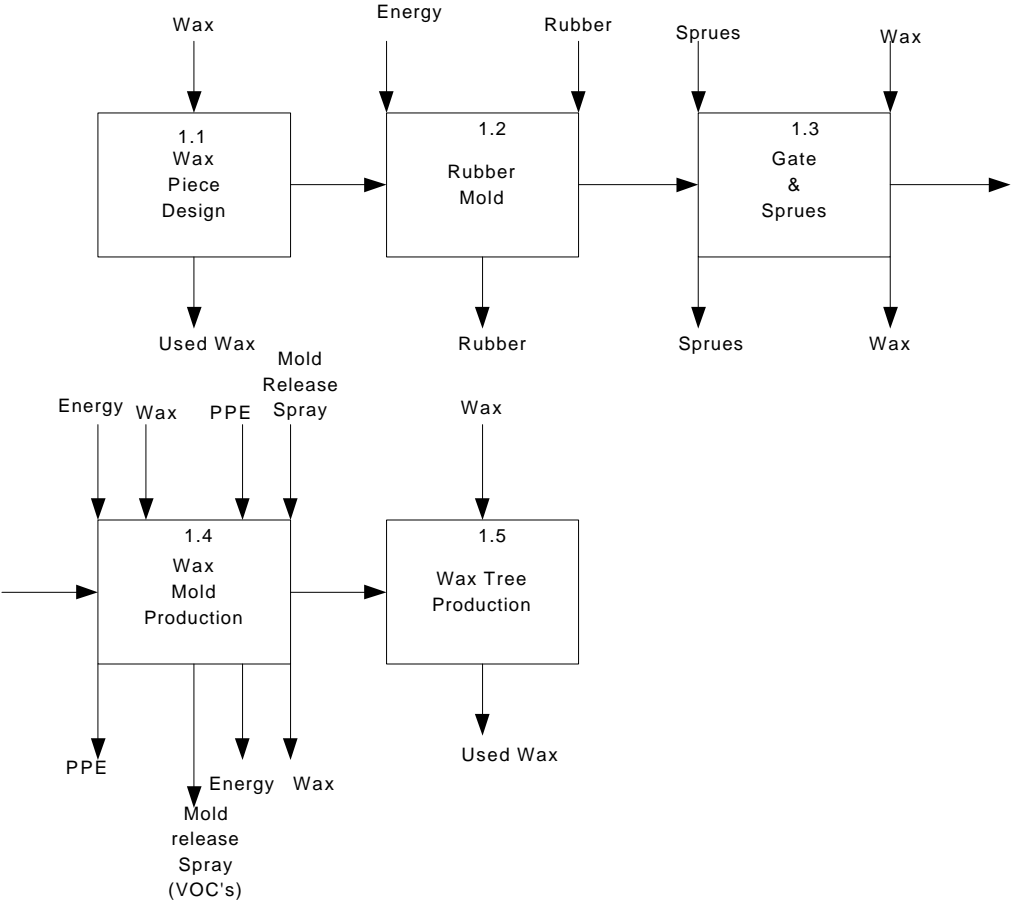 Wax
Energy
Rubber
Sprues
Wax
1.1
Wax
Piece
Design
1.2
Rubber
Mold
1.3
Gate
&
Sprues
Used Wax
Rubber
Sprues
Wax
Energy
Wax
PPE
Mold
Release
Spray
Wax
1.4
Wax
Mold
Production
1.5
Wax Tree
Production
PPE
Mold
release
Spray
(VOC's)
Energy
Wax
Used Wax